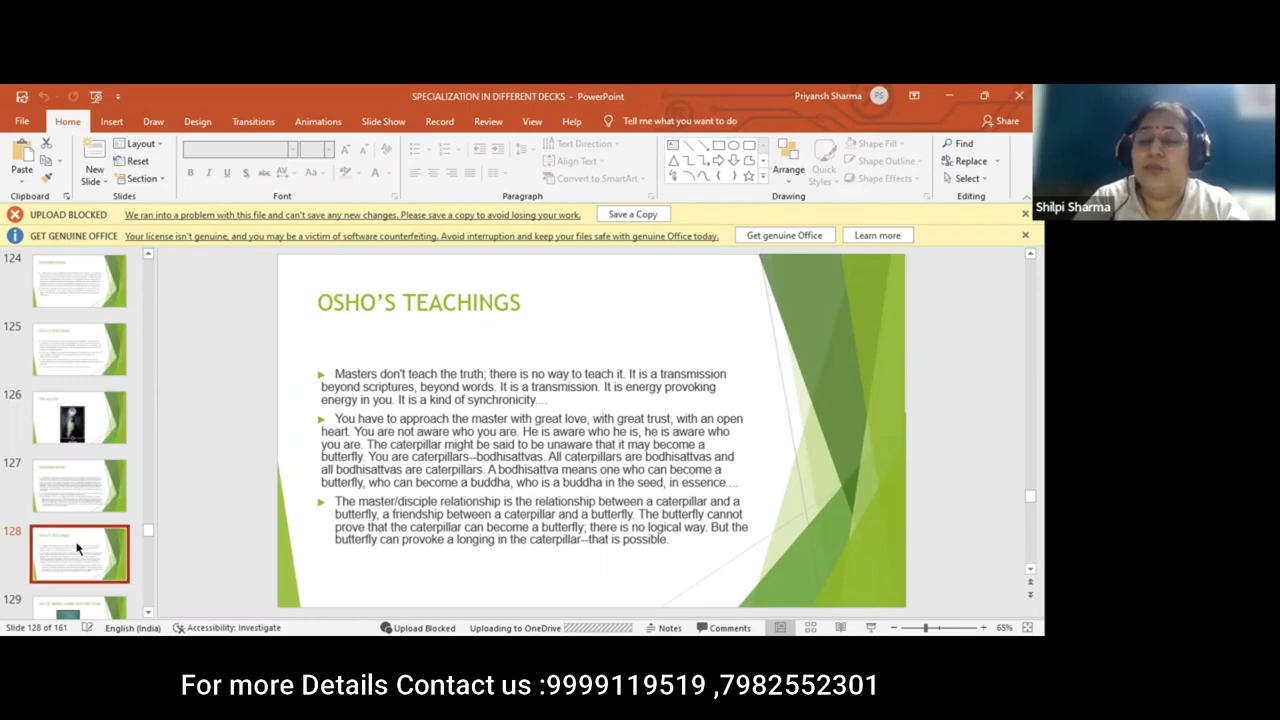 SPECIALIZATION IN DIFFERENT DECKS - PowerPoint
Priyansh Sharma
PS
File
Home
Insert
Draw
Design
Transitions
Animations
Slide Show
Record
Review
View
Help
Tell me what you want to do
Share
Paste
New
Slide
Layout
Reset
Section
Text Direction
Align Text
Convert to SmartArt
Arrange
Quick
Styles
Shape Fill
Shape Outline
Shape Effects
Find
Replace
Select
Clipboard
Slides
Font
Paragraph
Drawing
Editing
Shilpi Sharma
UPLOAD BLOCKED
We ran into a problem with this file and can't save any new changes. Please save a copy to avoid losing your work.
Save a Copy
GET GENUINE OFFICE
Your license isn't genuine, and you may be a victim of software counterfeiting. Avoid interruption and keep your files safe with genuine Office today.
Get genuine Office
Learn more
124
125
126
127
128
129
OSHO'S TEACHINGS
Masters don't teach the truth; there is no way to teach it. It is a transmission
beyond scriptures, beyond words. It is a transmission. It is energy provoking
energy in you. It is a kind of synchronicity....
You have to approach the master with great love, with great trust, with an open
heart. You are not aware who you are. He is aware who he is, he is aware who
you are. The caterpillar might be said to be unaware that it may become a
butterfly. You are caterpillars--bodhisattvas. All caterpillars are bodhisattvas and
all bodhisattvas are caterpillars. A bodhisattva means one who can become a
butterfly, who can become a buddha, who is a buddha in the seed, in essence....
The master/disciple relationship is the relationship between a caterpillar and a
butterfly, a friendship between a caterpillar and a butterfly. The butterfly cannot
prove that the caterpillar can become a butterfly; there is no logical way. But the
butterfly can provoke a longing in the caterpillar--that is possible.
Slide 128 of 161
English (India)
Accessibility: Investigate
Upload Blocked
Uploading to OneDrive
Notes
Comments
65%
For more Details Contact us :9999119519 ,7982552301